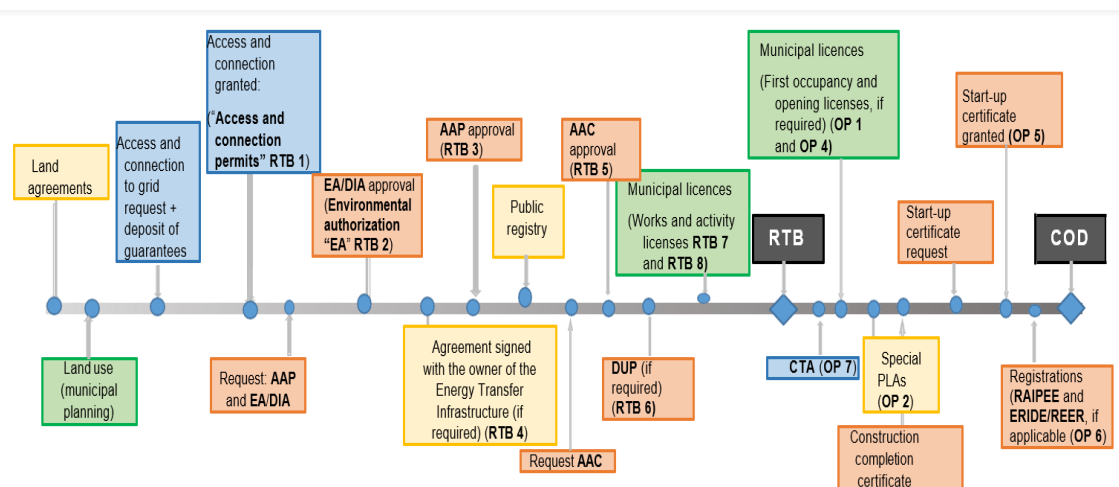 Land
agreements
Land use
(municipal
planning)
Access and
connection
to grid
request +
deposit of
guarantees
Access and
connection
granted:
(“Access and
connection
permits” RTB 1)
Request: AAP
and EA/DIA
EA/DIA approval
(Environmental
authorization
“EA” RTB 2)
Agreement signed
with the owner of the
Energy Transfer
Infrastructure (if
required) (RTB 4)
AAP approval
(RTB 3)
Public
registry
Request AAC
AAC
approval
(RTB 5)
DUP (if
required)
(RTB 6)
Municipal licences
(Works and activity
licenses RTB 7
and RTB 8)
RTB
CTA (OP 7)
Municipal licences
(First occupancy and
opening licenses, if
required) (OP 1
and OP 4)
Construction
completion
certificate
Special
PLAs
(OP 2)
Start-up
certificate
request
Start-up
certificate
granted (OP 5)
Registrations
(RAIPEE and
ERIDE/REER, if
applicable (OP 6)
COD